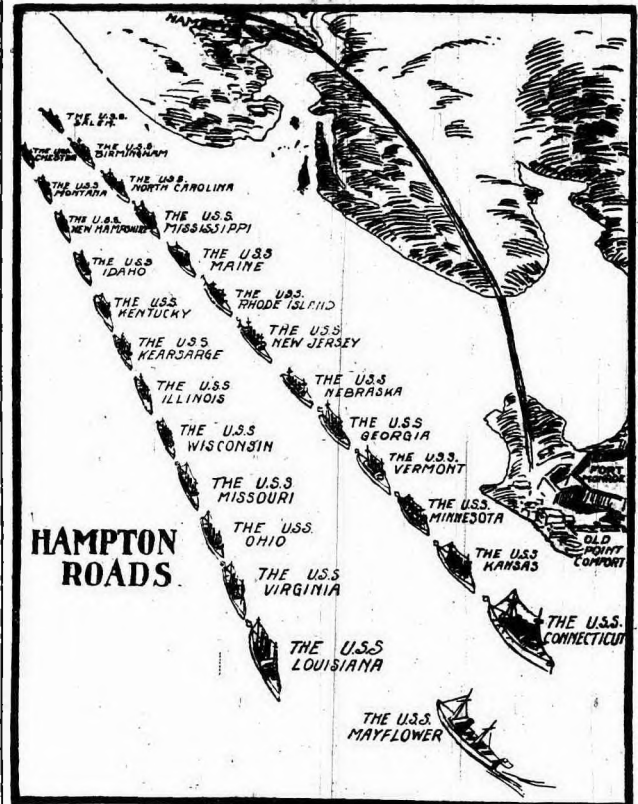 HAMPTON
THE U.S.S.
SALEM
THE U.S.S.
BIRMINGHAM
THE U.S.S.
CHESTER
THE U.S.S.
NORTH CAROLINA
THE U.S.S
MONTANA
THE U.S.S.
MISSISSIPPI
THE U.S.S.
NEW HAMPSHIRE
THE U.S.S
MAINE
THE U.S.S
IDAHO
THE U.S.S.
RHODE ISLAND
THE U.S.S.
KENTUCKY
THE U.S.S
NEW JERSEY
THE U.S.S
KEARSARGE
THE U.S.S
NEBRASKA
THE U.S.S
ILLINOIS
THE U.S.S
GEORGIA
THE U.S.S
WISCONSIN
THE U.S.S.
VERMONT
THE U.S.S
MISSOURI
THE U.S.S.
MINNESOTA
FORT
MONROE
OLD
POINT
COMFORT
THE U.S.S.
OHIO
THE U.S.S
KANSAS
HAMPTON
ROADS
THE U.S.S
VIRGINIA
THE U.S.S.
CONNECTICUT
THE U.S.S
LOUISIANA
THE U.S.S.
MAYFLOWER